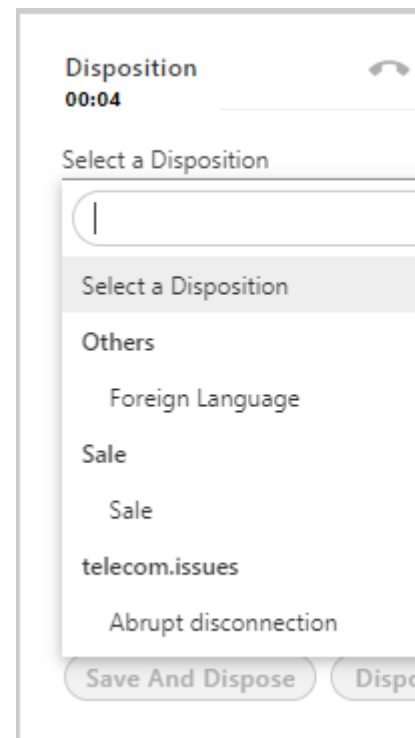 Disposition
00:04
Select a Disposition
Select a Disposition
Others
Foreign Language
Sale
Sale
telecom.issues
Abrupt disconnection
Save And Dispose